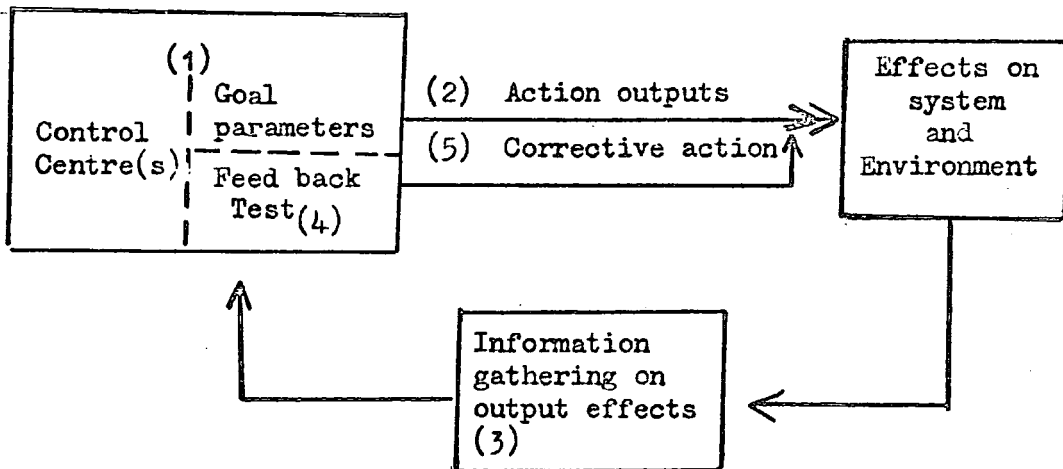 (1)
Goal
parameters
Control
Centre(s)
Feed back
Test (4)
(2) Action outputs
(5) Corrective action
Effects on
system
and
Environment
Information
gathering on
output effects
(3)